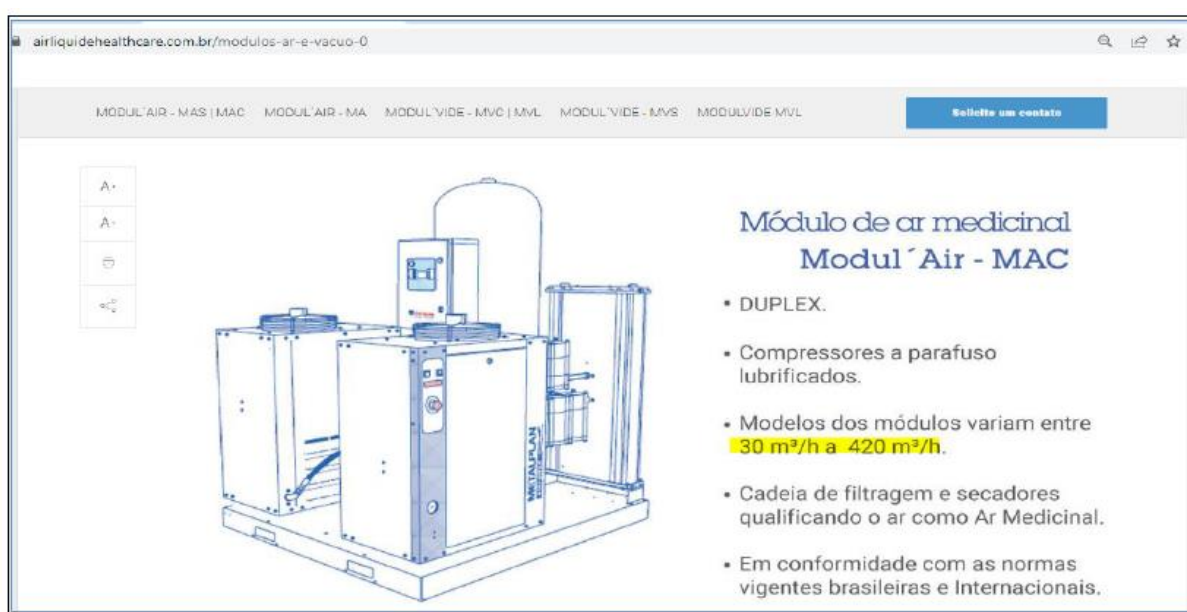 airliquidehealthcare.com.br/modulos-ar-e-vacuo-0
MODUL´AIR - MAS | MAC MODUL´AIR - MA MODUL´VIDE - MVC | MVL MODUL´VIDE - MVS MODULVIDE MVL Solicite um contato
A+
A-
Módulo de ar medicinal
Modul´Air - MAC
• DUPLEX.
• Compressores a parafuso
lubrificados.
• Modelos dos módulos variam entre
30 m³/h a 420 m³/h.
• Cadeia de filtragem e secadores
qualificando o ar como Ar Medicinal.
• Em conformidade com as normas
vigentes brasileiras e Internacionais.
METALPLAN